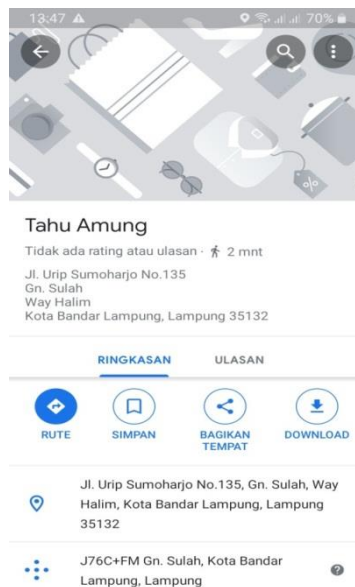 13:47
70%
Tahu Amung
Tidak ada rating atau ulasan · 2 mnt
Jl. Urip Sumoharjo No.135
Gn. Sulah
Way Halim
Kota Bandar Lampung, Lampung 35132
RINGKASAN ULASAN
RUTE SIMPAN BAGIKAN TEMPAT DOWNLOAD
Jl. Urip Sumoharjo No.135, Gn. Sulah, Way
Halim, Kota Bandar Lampung, Lampung
35132
J76C+FM Gn. Sulah, Kota Bandar
Lampung, Lampung